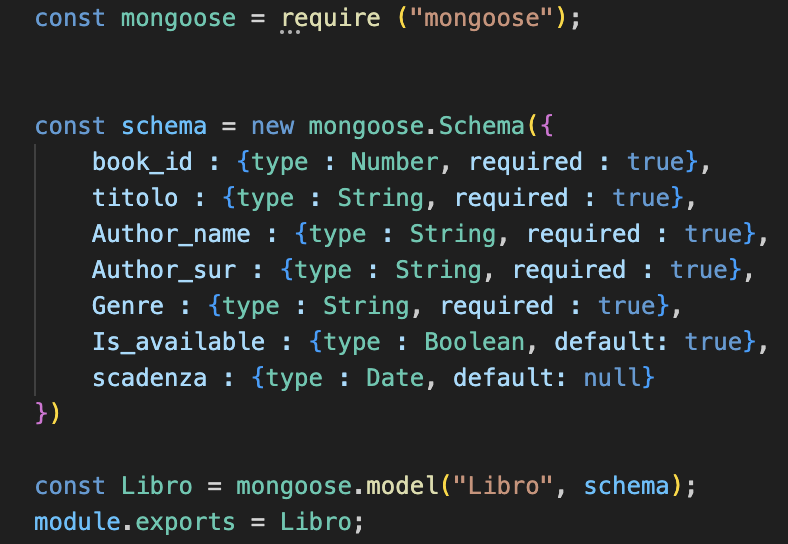 const mongoose = require ("mongoose");
const schema = new mongoose.Schema({
book_id : {type : Number, required : true},
titolo : {type : String, required : true},
Author_name : {type : String, required : true},
Author_sur : {type : String, required : true},
Genre : {type : String, required : true},
Is_available : {type : Boolean, default: true},
scadenza : {type : Date, default: null}
})
const Libro = mongoose.model("Libro", schema);
module.exports = Libro;